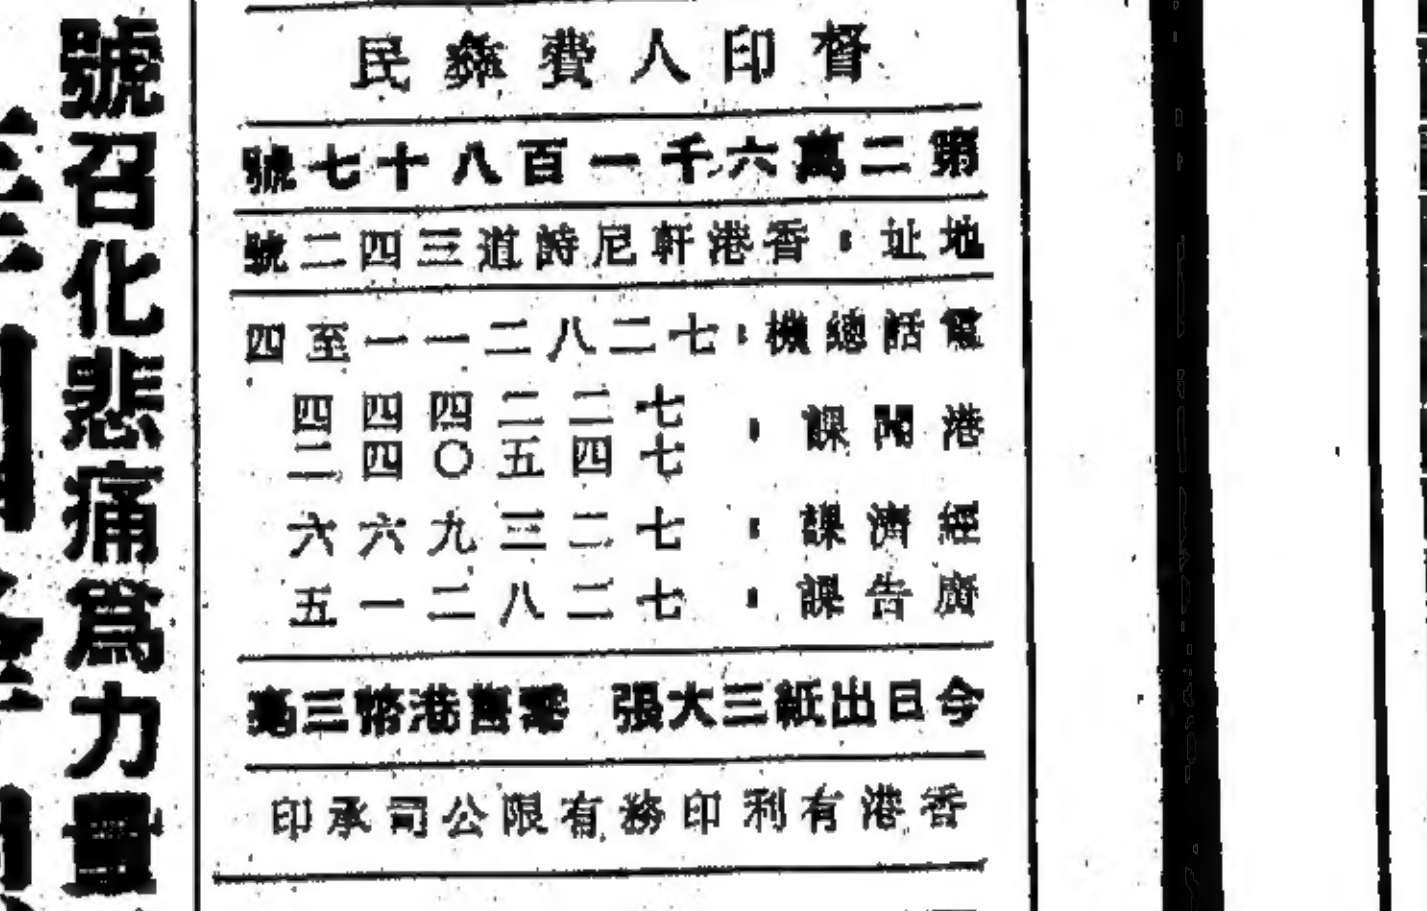 督印人費彝民
第二萬六千一百八十七號
地址：香港軒尼詩道三四二號
電話總機：七二八二一一至四
港聞課：七二二四四四
七四五〇四二
經濟課：七二三九六六
廣告課：七二八二一五
今日出紙三大張 零售港幣三毫
香港有利印務有限公司承印
號召化悲痛爲力量